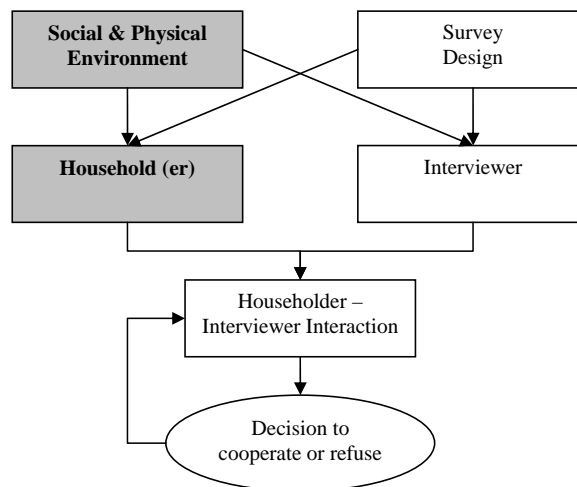 Social & Physical
Environment
Survey
Design
Household (er)
Interviewer
Householder –
Interviewer Interaction
Decision to
cooperate or refuse